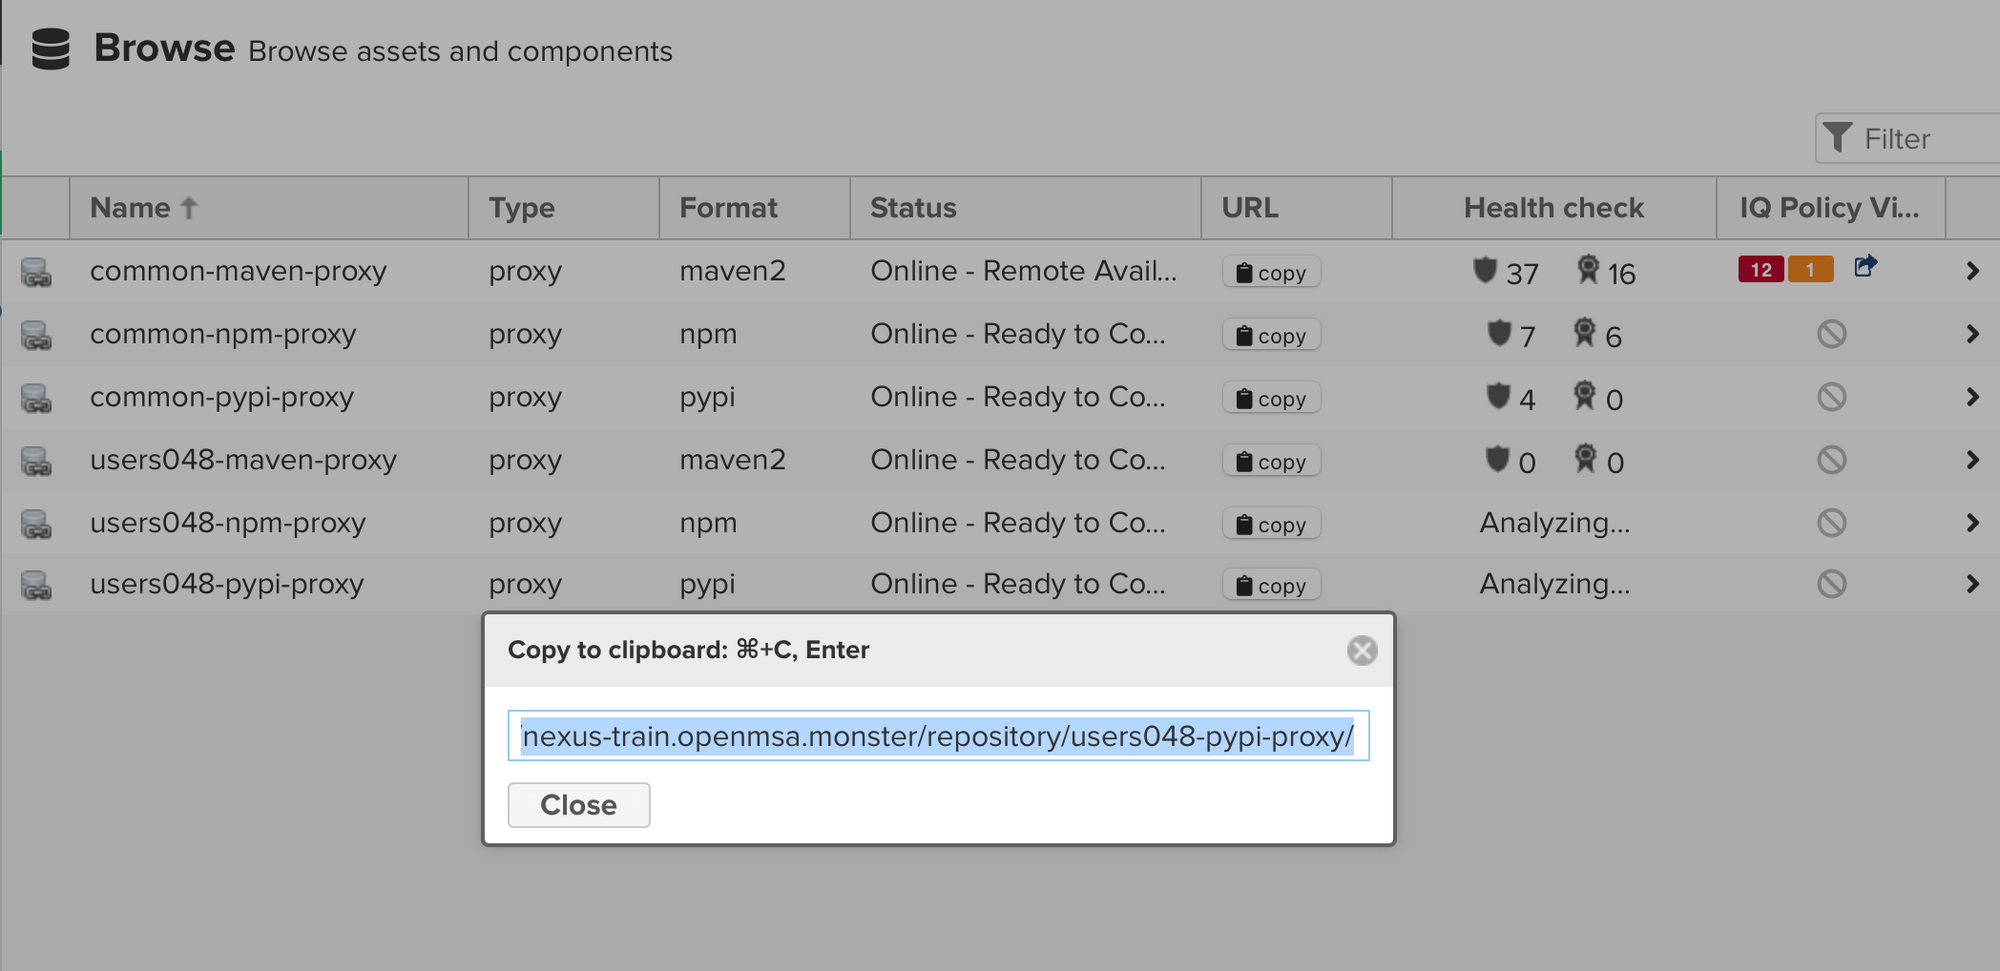 Browse Browse assets and components
Filter
Name Type Format Status URL Health check IQ Policy Vi...
common-maven-proxy proxy maven2 Online - Remote Avail... copy 37 16 12 1
common-npm-proxy proxy npm Online - Ready to Co... copy 7 6
common-pypi-proxy proxy pypi Online - Ready to Co... copy 4 0
users048-maven-proxy proxy maven2 Online - Ready to Co... copy 0 0
users048-npm-proxy proxy npm Online - Ready to Co... copy Analyzing...
users048-pypi-proxy proxy pypi Online - Ready to Co... copy Analyzing...
Copy to clipboard: ⌘+C, Enter
/nexus-train.openmsa.monster/repository/users048-pypi-proxy/
Close